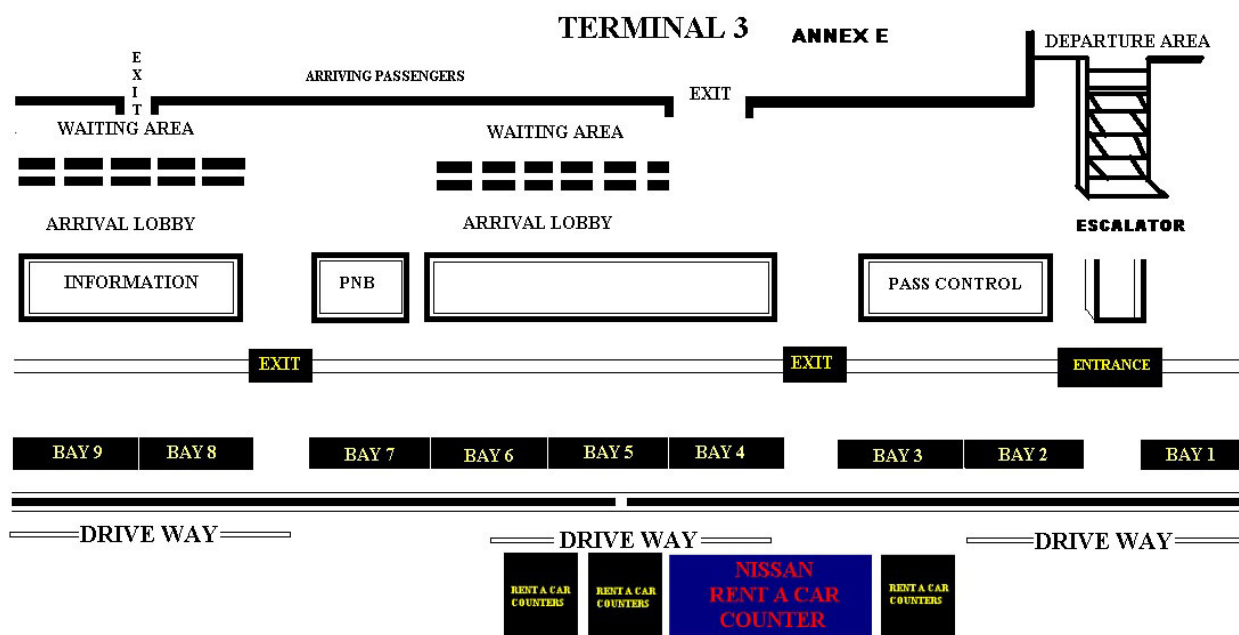 TERMINAL 3
ANNEX E
DEPARTURE AREA
EXIT
ARRIVING PASSENGERS
EXIT
WAITING AREA
WAITING AREA
ARRIVAL LOBBY
ARRIVAL LOBBY
ESCALATOR
INFORMATION
PNB
PASS CONTROL
EXIT
EXIT
ENTRANCE
BAY 9
BAY 8
BAY 7
BAY 6
BAY 5
BAY 4
BAY 3
BAY 2
BAY 1
DRIVE WAY
DRIVE WAY
DRIVE WAY
RENT A CAR
COUNTERS
RENT A CAR
COUNTERS
NISSAN
RENT A CAR
COUNTER
RENT A CAR
COUNTERS